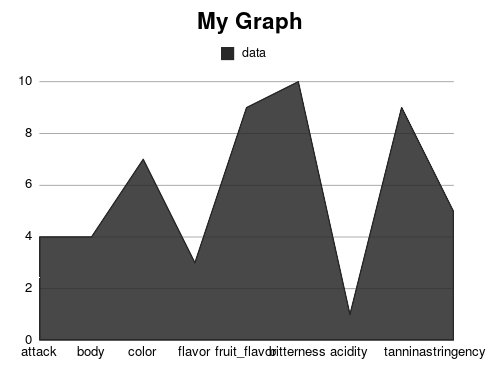 My Graph
data
10
8
6
4
2
0
attack body color flavor fruit_flavor bitterness acidity tannin astringency